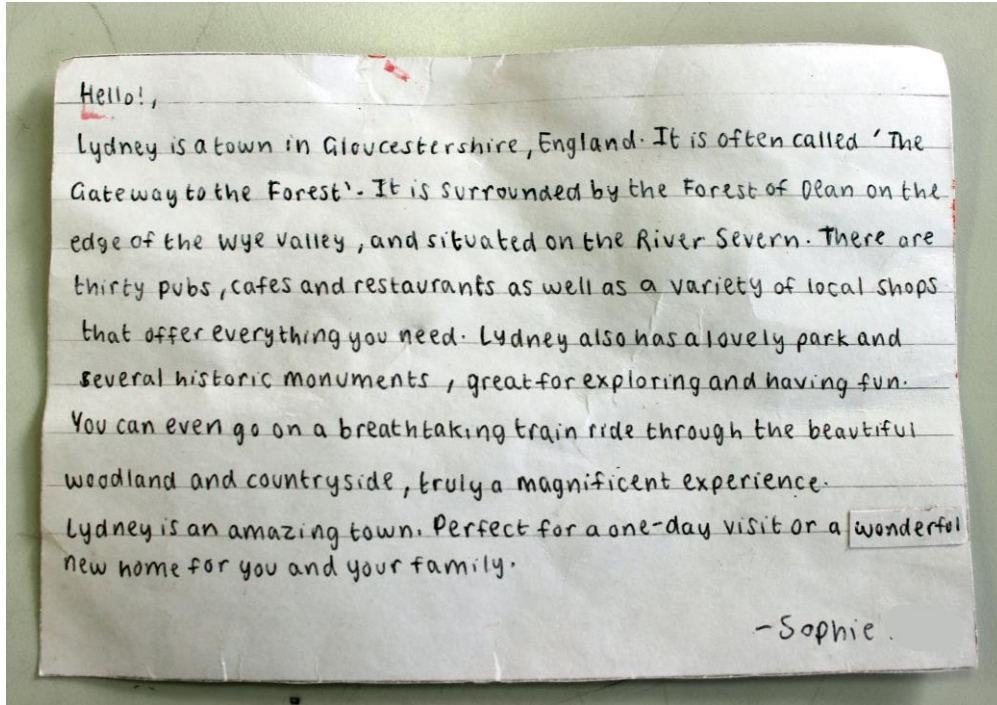 Hello!,
Lydney is a town in Gloucestershire, England. It is often called 'The
Gateway to the Forest'. It is surrounded by the Forest of Dean on the
edge of the Wye Valley, and situated on the River Severn. There are
thirty pubs, cafes and restaurants as well as a variety of local shops
that offer everything you need. Lydney also has a lovely park and
several historic monuments, great for exploring and having fun.
You can even go on a breathtaking train ride through the beautiful
woodland and countryside, truly a magnificent experience.
Lydney is an amazing town. Perfect for a one-day visit or a wonderful
new home for you and your family.
-Sophie.